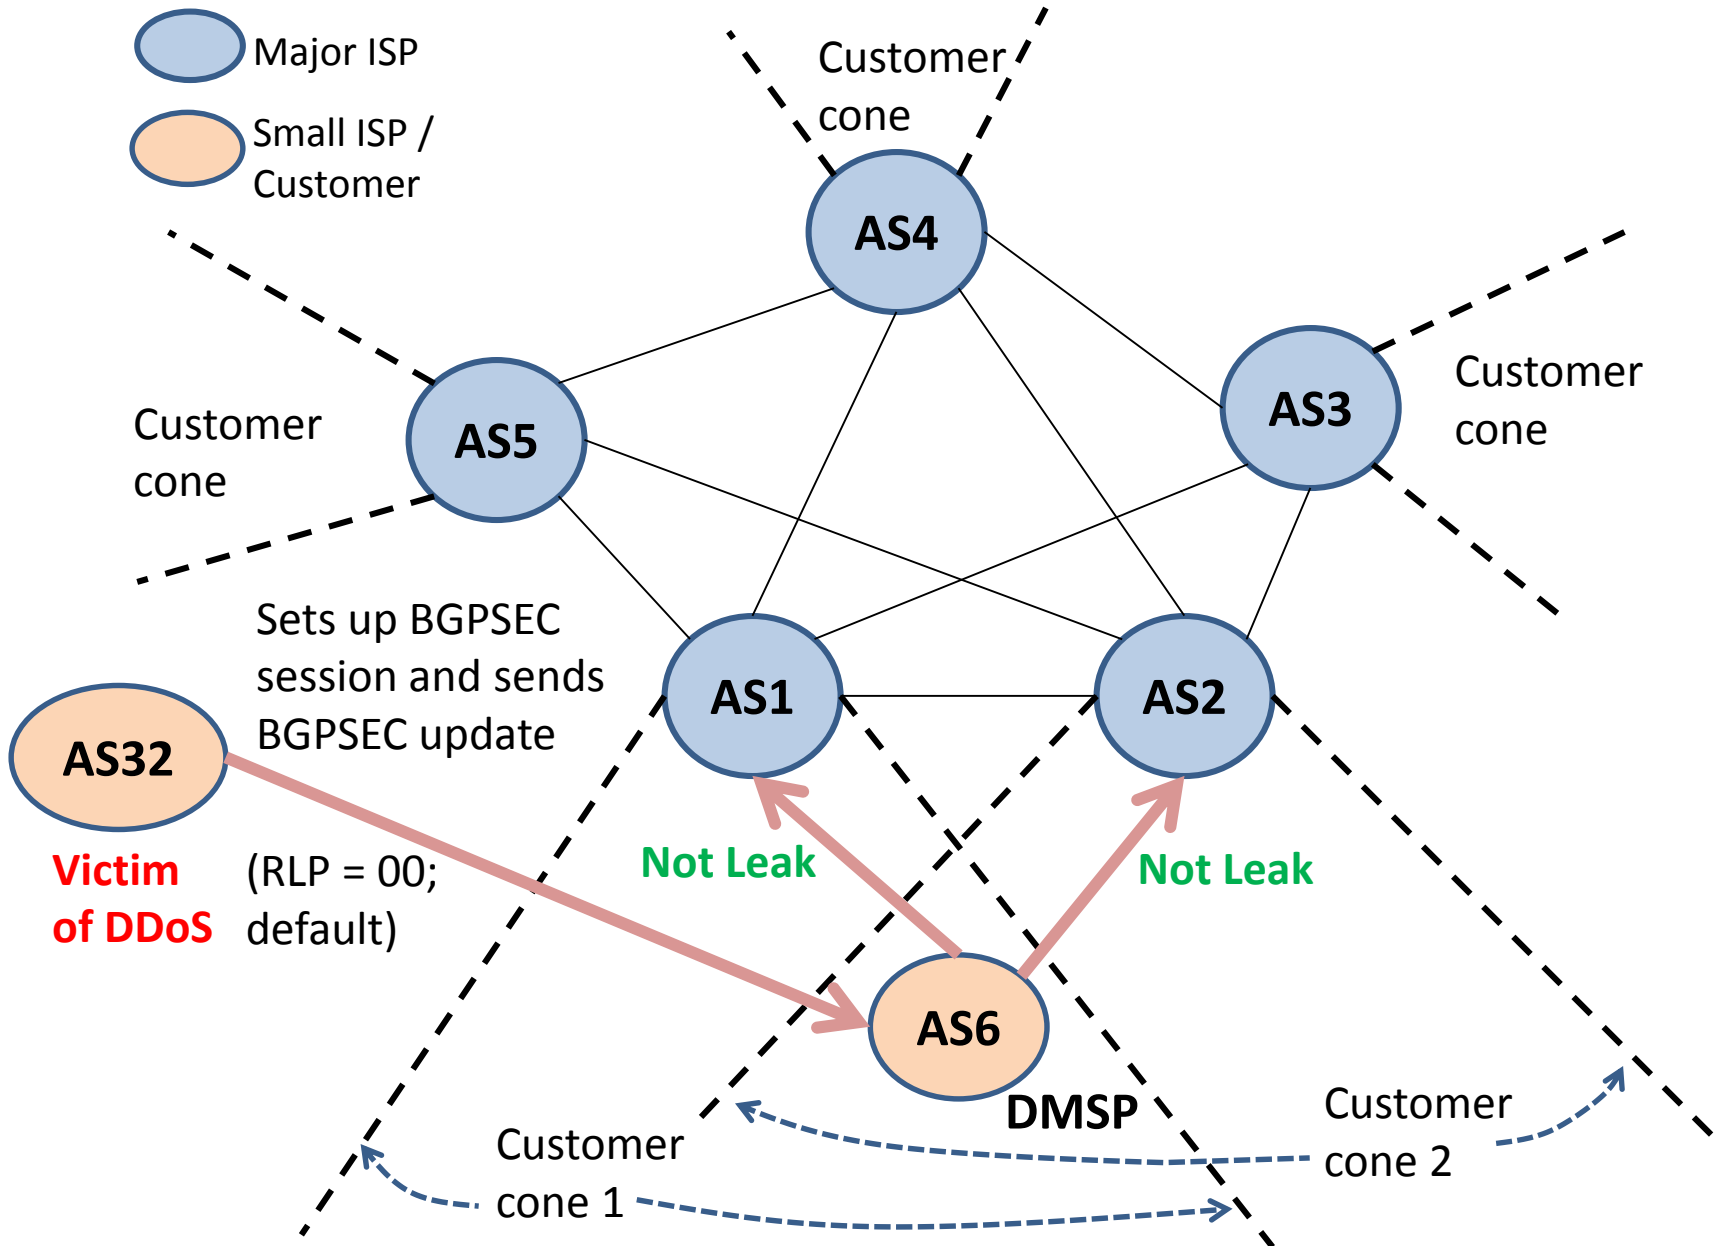 Major ISP
Small ISP /
Customer
Customer
cone
AS4
AS3
Customer
cone
AS5
Customer
cone
Sets up BGPSEC
session and sends
BGPSEC update
AS1
AS2
AS32
Victim
of DDoS
(RLP = 00;
default)
Not Leak
Not Leak
AS6
DMSP
Customer
cone 1
Customer
cone 2